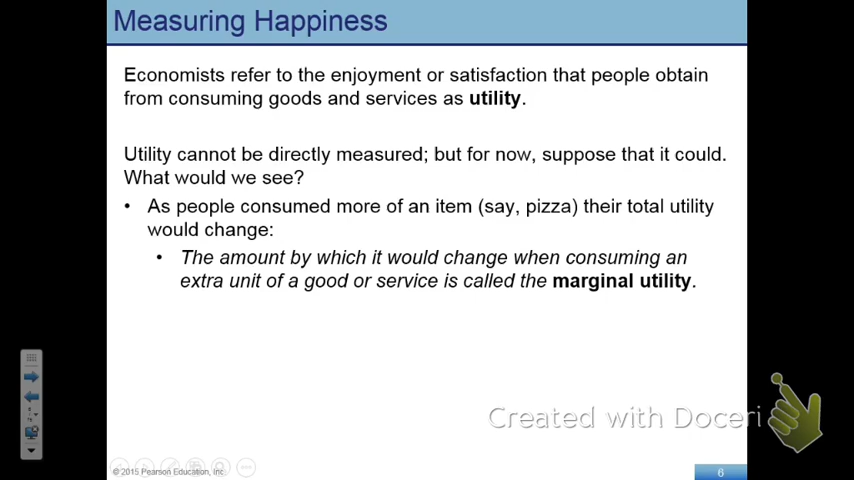 Measuring Happiness
Economists refer to the enjoyment or satisfaction that people obtain
from consuming goods and services as utility.
Utility cannot be directly measured; but for now, suppose that it could.
What would we see?
• As people consumed more of an item (say, pizza) their total utility
would change:
• The amount by which it would change when consuming an
extra unit of a good or service is called the marginal utility.
Created with Doceri
© 2015 Pearson Education, Inc.
6